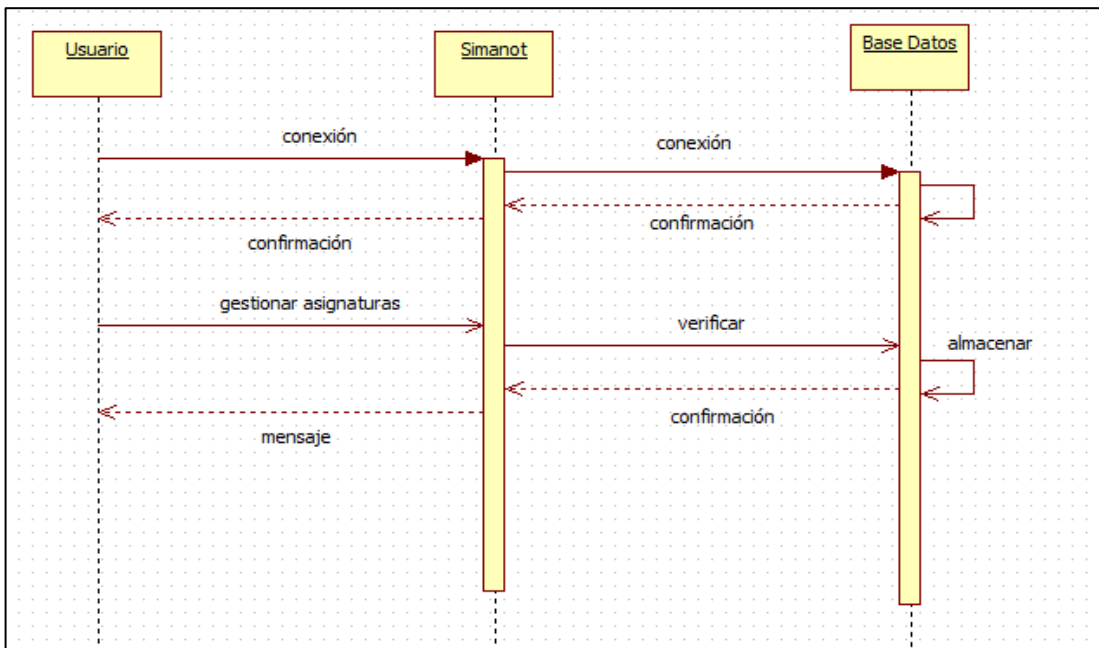 Usuario
Simanot
Base Datos
conexión
conexión
confirmación
confirmación
gestionar asignaturas
verificar
almacenar
confirmación
mensaje